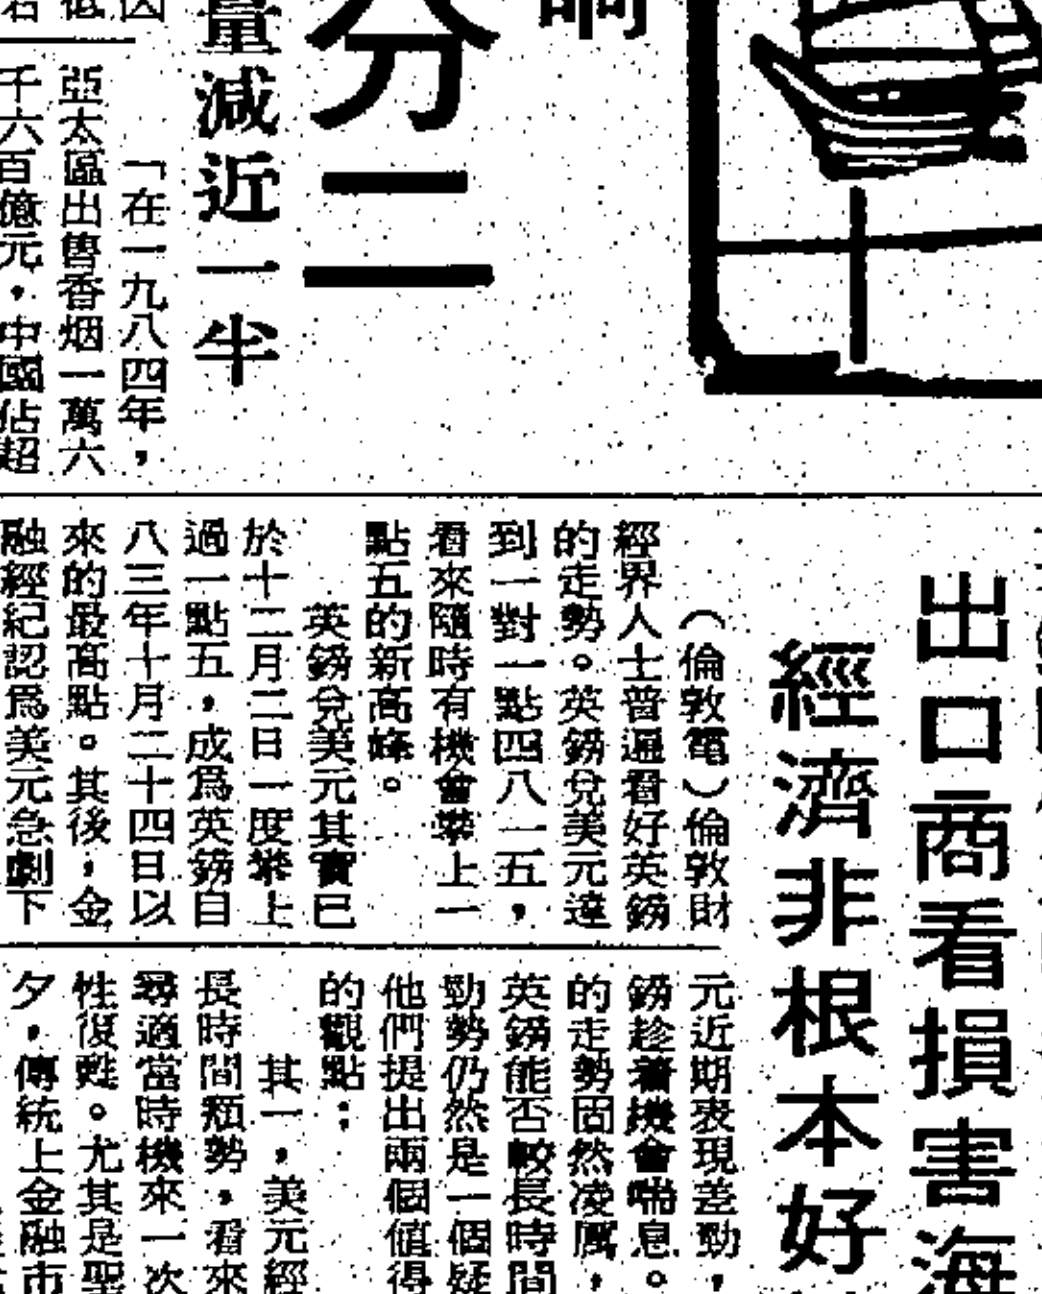 分二
量減近一半
「在一九八四年，
亞太區出售香烟一萬六
千六百億元，中國佔超
出口商看損害海
經濟非根本好
（倫敦電）倫敦財
經界人士普遍看好英鎊
的走勢。英鎊兌美元達
到一對一點四八一五，
看來隨時有機會攀上一
點五的新高峰。
英鎊兌美元其實已
於十二月二日一度攀上
過一點五，成爲英鎊自
八三年十月二十四日以
來的最高點。其後，金
融經紀認爲美元急劇下
元近期表現差勁，
鎊趁着機會喘息。
的走勢固然凌厲，
英鎊能否較長時間
勁勢仍然是一個疑
他們提出兩個値得
的觀點：
其一，美元經
長時間頹勢，看來
尋適當時機來一次
性復甦。尤其是聖
夕，傳統上金融市